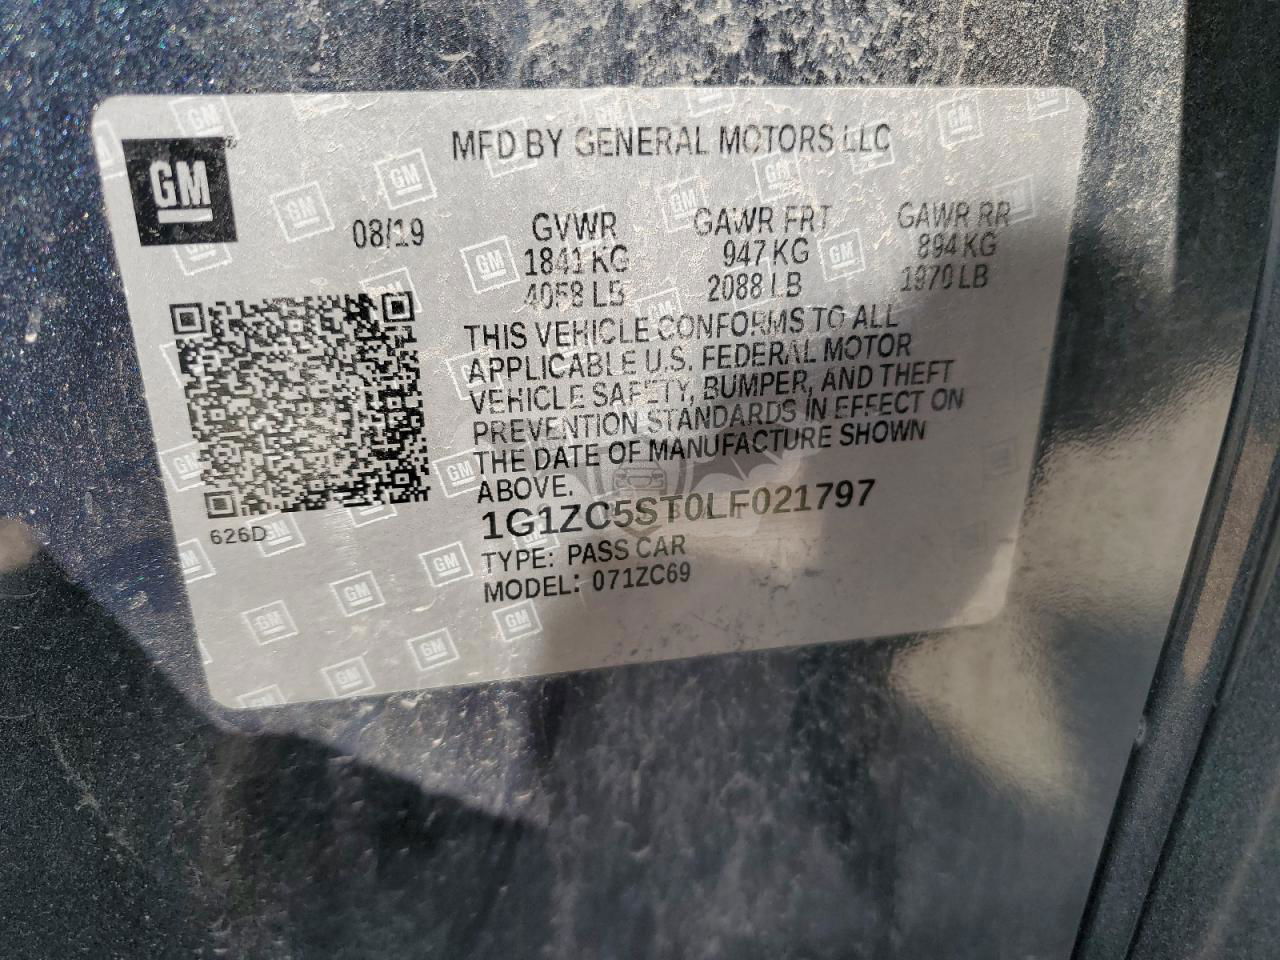 MFD BY GENERAL MOTORS LLC
GM
08/19
GVWR
1841 KG
4058 LB
GAWR FRT
947 KG
2088 LB
GAWR RR
894 KG
1970 LB
THIS VEHICLE CONFORMS TO ALL
APPLICABLE U.S. FEDERAL MOTOR
VEHICLE SAFETY, BUMPER, AND THEFT
PREVENTION STANDARDS IN EFFECT ON
THE DATE OF MANUFACTURE SHOWN
ABOVE.
626D
1G1ZC5ST0LF021797
TYPE: PASS CAR
MODEL: 071ZC69